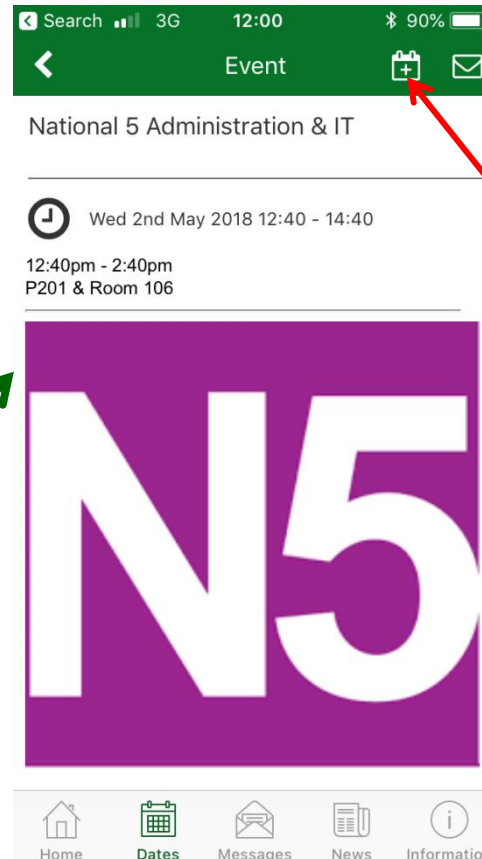 Search 3G 12:00 90%
Event
National 5 Administration & IT
Wed 2nd May 2018 12:40 - 14:40
12:40pm - 2:40pm
P201 & Room 106
N5
Home Dates Messages News Informatio